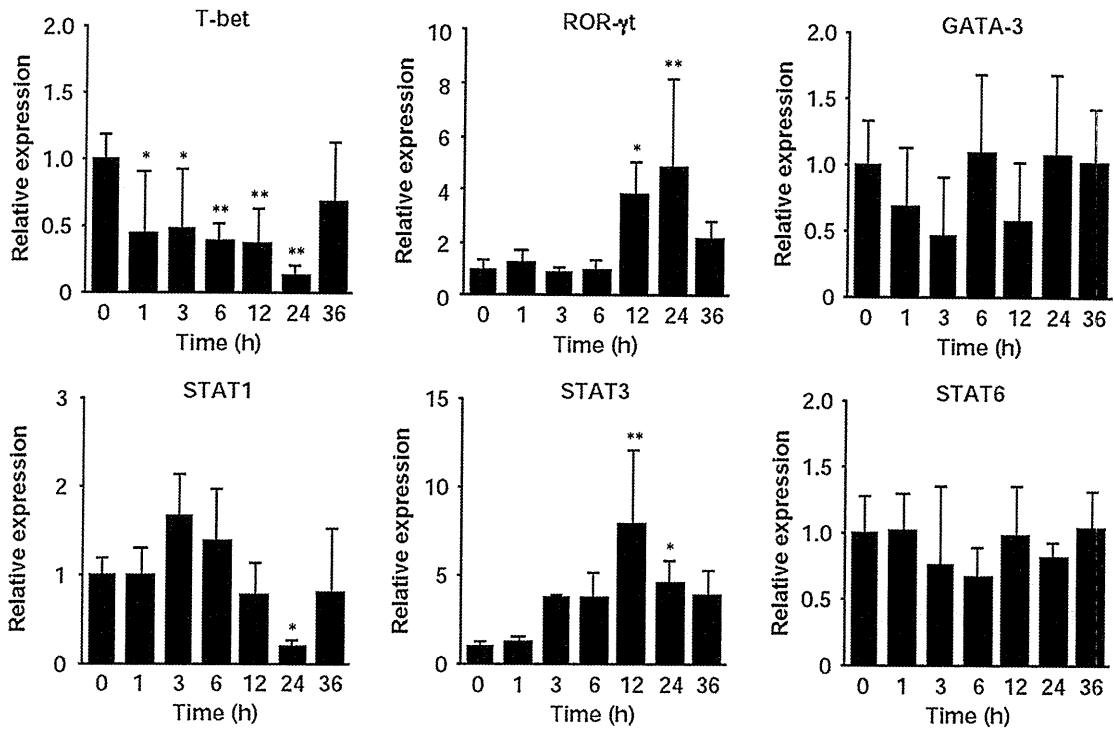 T-bet
Relative expression
2.0
1.5
1.0
0.5
0
* * ** ** **
0 1 3 6 12 24 36
Time (h)
ROR-γt
Relative expression
10
8
6
4
2
0
* **
0 1 3 6 12 24 36
Time (h)
GATA-3
Relative expression
2.0
1.5
1.0
0.5
0
0 1 3 6 12 24 36
Time (h)
STAT1
Relative expression
3
2
1
0
*
0 1 3 6 12 24 36
Time (h)
STAT3
Relative expression
15
10
5
0
** *
0 1 3 6 12 24 36
Time (h)
STAT6
Relative expression
2.0
1.5
1.0
0.5
0
0 1 3 6 12 24 36
Time (h)